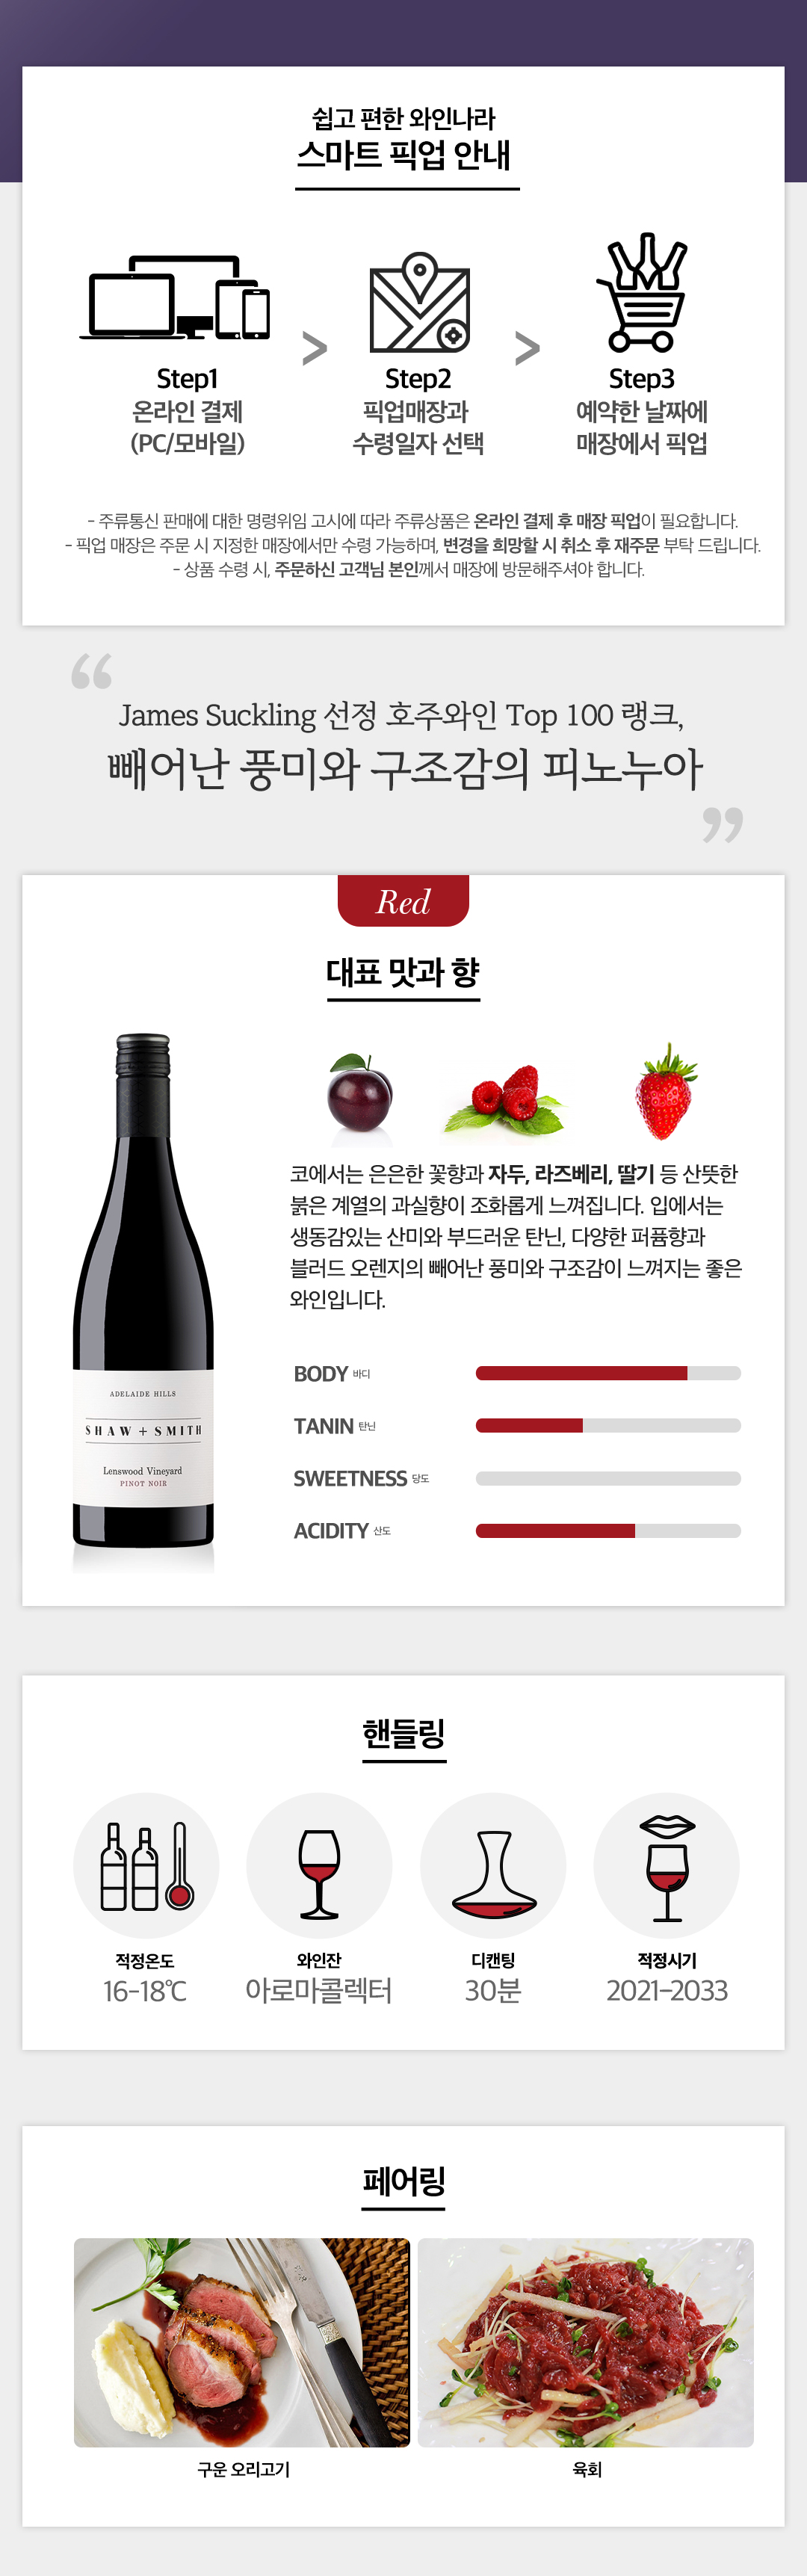 쉽고 편한 와인나라
스마트 픽업 안내
Step1
온라인 결제
(PC/모바일)
>
Step2
픽업매장과
수령일자 선택
>
Step3
예약한 날짜에
매장에서 픽업
- 주류통신 판매에 대한 명령위임 고시에 따라 주류상품은 온라인 결제 후 매장 픽업이 필요합니다.
- 픽업 매장은 주문 시 지정한 매장에서만 수령 가능하며, 변경을 희망할 시 취소 후 재주문 부탁 드립니다.
- 상품 수령 시, 주문하신 고객님 본인께서 매장에 방문해주셔야 합니다.
“
James Suckling 선정 호주와인 Top 100 랭크,
빼어난 풍미와 구조감의 피노누아
”
Red
대표 맛과 향
코에서는 은은한 꽃향과 자두, 라즈베리, 딸기 등 산뜻한
붉은 계열의 과실향이 조화롭게 느껴집니다. 입에서는
생동감있는 산미와 부드러운 탄닌, 다양한 퍼퓸향과
블러드 오렌지의 빼어난 풍미와 구조감이 느껴지는 좋은
와인입니다.
ADELAIDE HILLS
SHAW + SMITH
Lenswood Vineyard
PINOT NOIR
BODY 바디
TANIN 탄닌
SWEETNESS 당도
ACIDITY 산도
핸들링
적정온도
16-18℃
와인잔
아로마콜렉터
디캔팅
30분
적정시기
2021-2033
페어링
구운 오리고기
육회